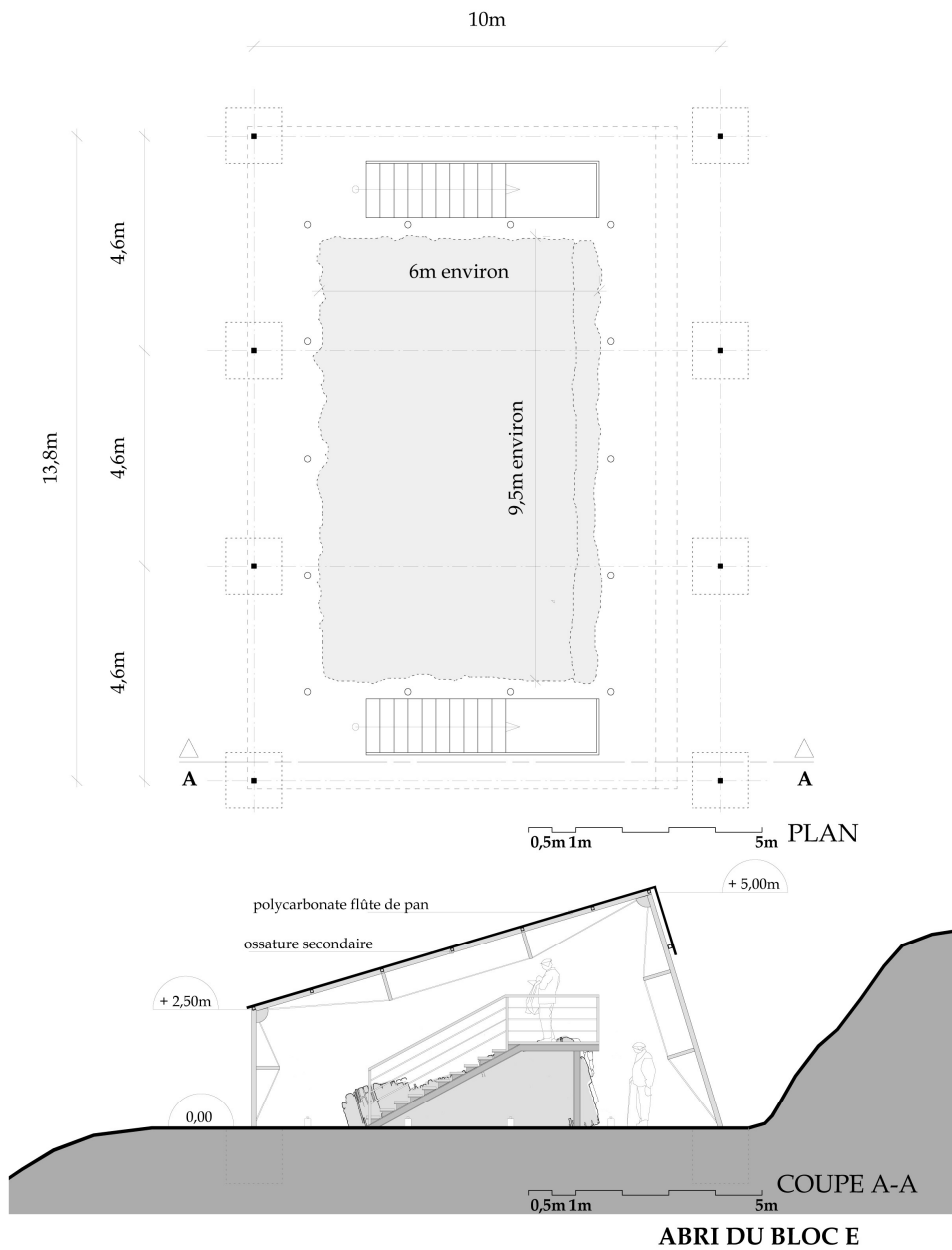 10m
4,6m
6m environ
13,8m
4,6m
9,5m environ
4,6m
A
A
0,5m 1m 5m PLAN
+ 5,00m
polycarbonate flûte de pan
ossature secondaire
+ 2,50m
0,00
0,5m 1m 5m COUPE A-A
ABRI DU BLOC E